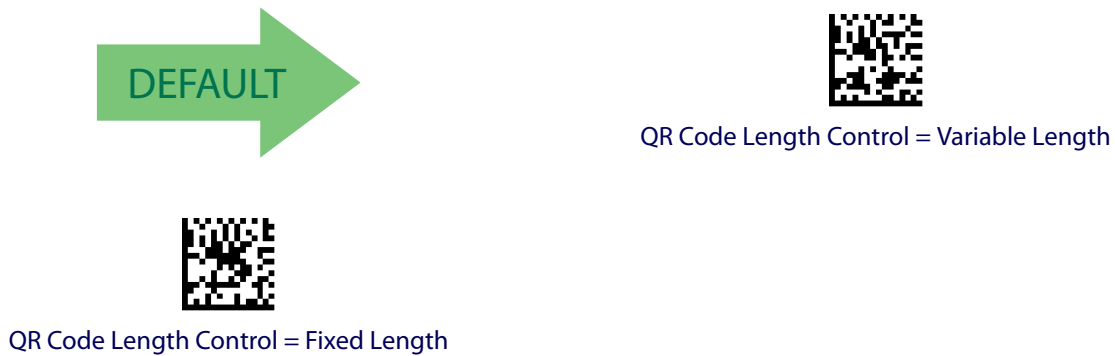 DEFAULT
QR Code Length Control = Variable Length
QR Code Length Control = Fixed Length